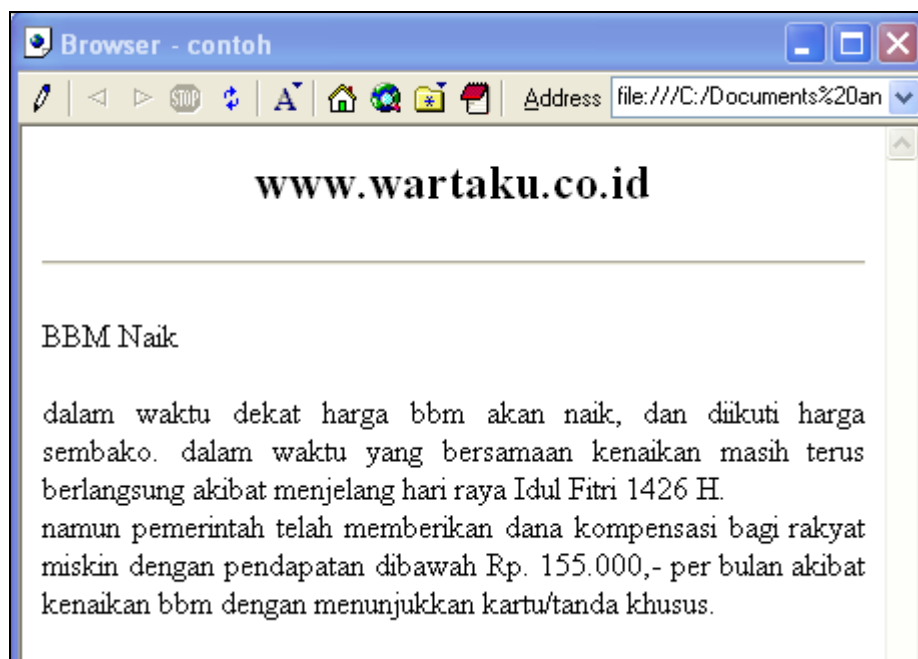 Browser - contoh
STOP A Address file:///C:/Documents%20an
www.wartaku.co.id
BBM Naik
dalam waktu dekat harga bbm akan naik, dan diikuti harga
sembako. dalam waktu yang bersamaan kenaikan masih terus
berlangsung akibat menjelang hari raya Idul Fitri 1426 H.
namun pemerintah telah memberikan dana kompensasi bagi rakyat
miskin dengan pendapatan dibawah Rp. 155.000,- per bulan akibat
kenaikan bbm dengan menunjukkan kartu/tanda khusus.